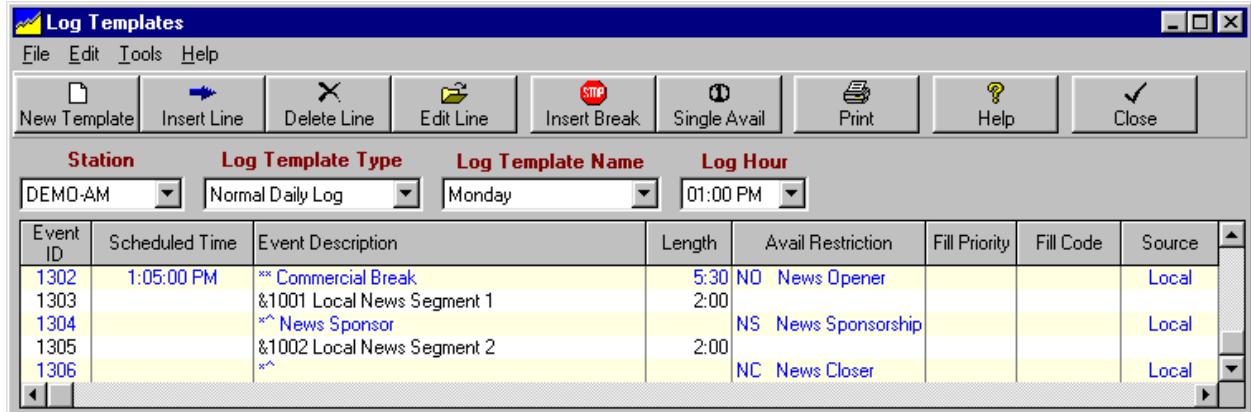 Log Templates
File Edit Tools Help
New Template Insert Line Delete Line Edit Line STOP Insert Break Single Avail Print Help Close
Station Log Template Type Log Template Name Log Hour
DEMO-AM Normal Daily Log Monday 01:00 PM
Event ID Scheduled Time Event Description Length Avail Restriction Fill Priority Fill Code Source
1302 1:05:00 PM ** Commercial Break 5:30 NO News Opener Local
1303 &1001 Local News Segment 1 2:00
1304 *^ News Sponsor NS News Sponsorship Local
1305 &1002 Local News Segment 2 2:00
1306 *^ NC News Closer Local